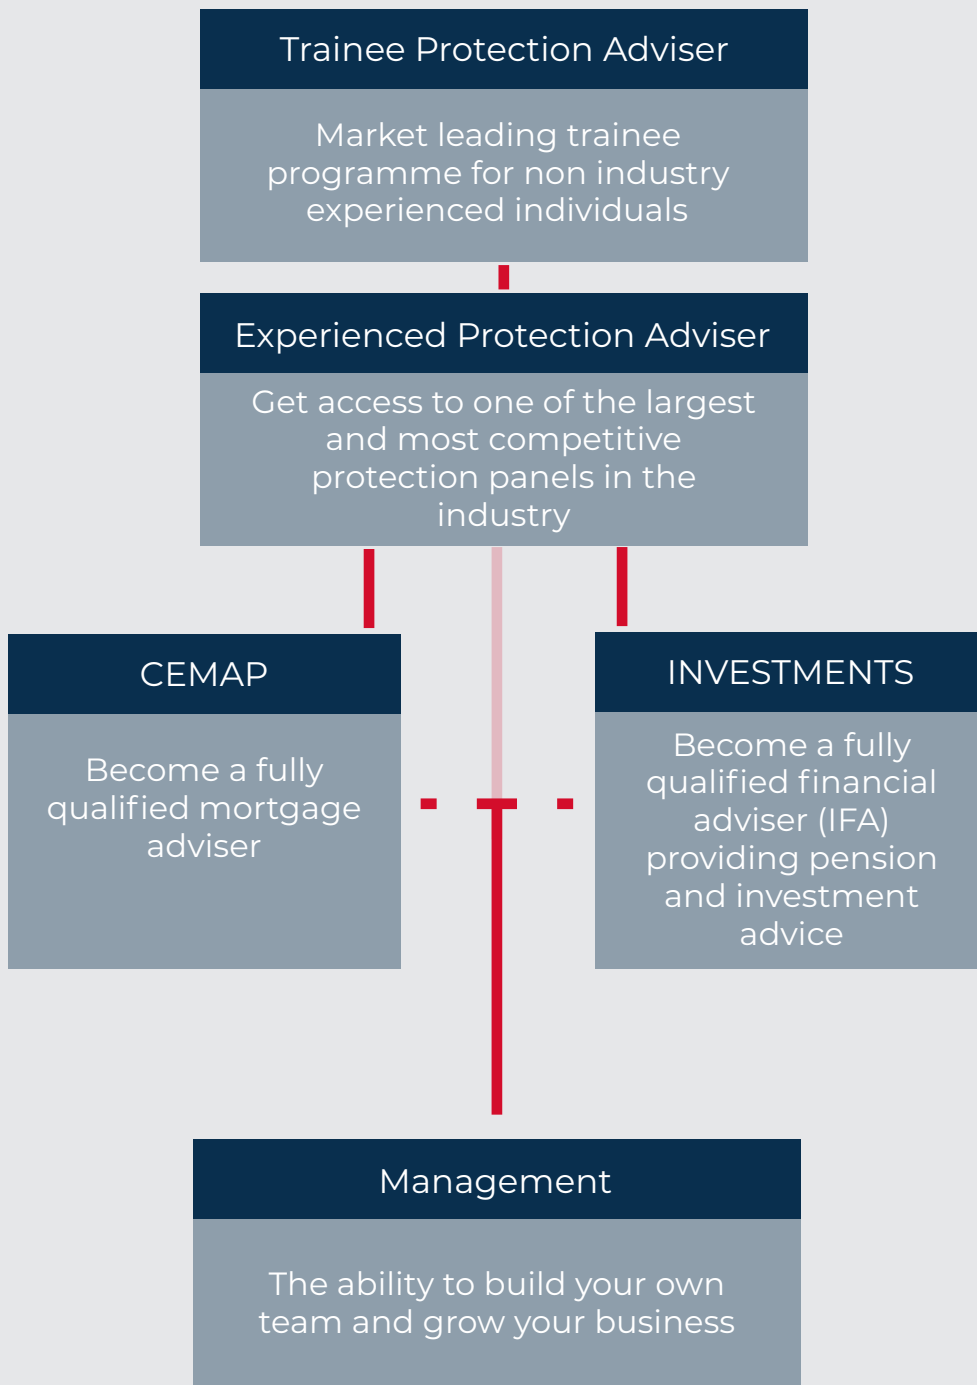 Trainee Protection Adviser
Market leading trainee
programme for non industry
experienced individuals
Experienced Protection Adviser
Get access to one of the largest
and most competitive
protection panels in the
industry
CEMAP
Become a fully
qualified mortgage
adviser
INVESTMENTS
Become a fully
qualified financial
adviser (IFA)
providing pension
and investment
advice
Management
The ability to build your own
team and grow your business